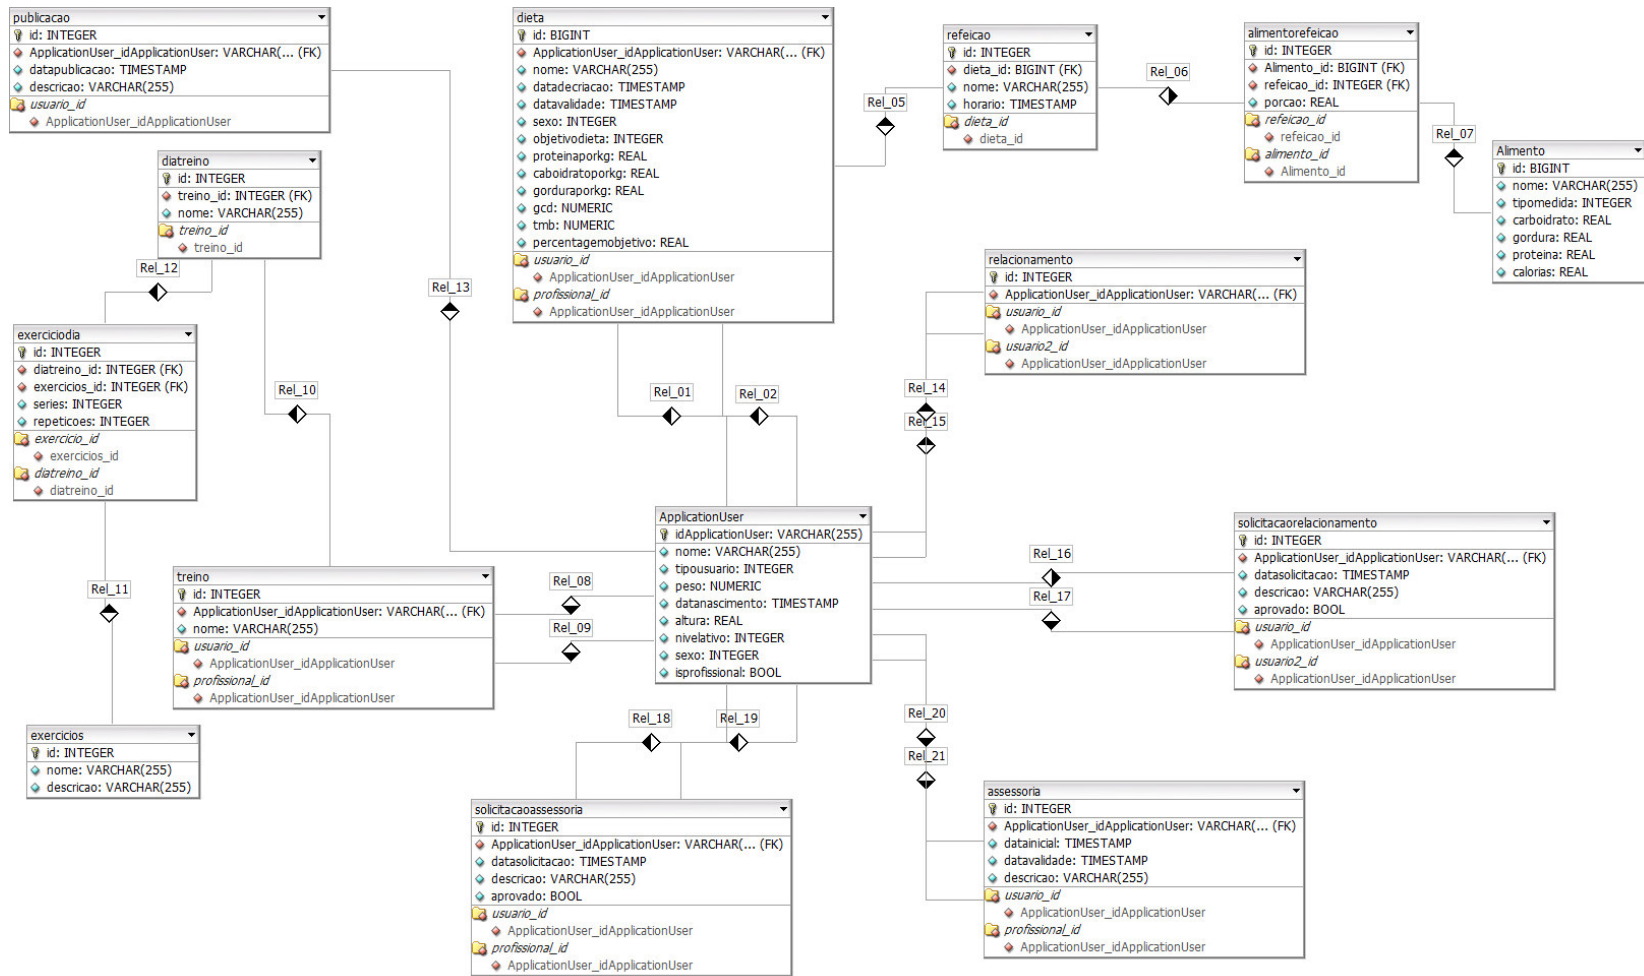 publicacao
id: INTEGER
ApplicationUser_idApplicationUser: VARCHAR(... (FK)
datapublicacao: TIMESTAMP
descricao: VARCHAR(255)
usuario_id
ApplicationUser_idApplicationUser
dieta
id: BIGINT
ApplicationUser_idApplicationUser: VARCHAR(... (FK)
nome: VARCHAR(255)
datadecriacao: TIMESTAMP
datavalidade: TIMESTAMP
sexo: INTEGER
objetivodieta: INTEGER
proteinaporkg: REAL
caboidratoporkg: REAL
gorduraporkg: REAL
gcd: NUMERIC
tmb: NUMERIC
percentagemobjetivo: REAL
usuario_id
ApplicationUser_idApplicationUser
profissional_id
ApplicationUser_idApplicationUser
Rel_05
refeicao
id: INTEGER
dieta_id: BIGINT (FK)
nome: VARCHAR(255)
horario: TIMESTAMP
dieta_id
dieta_id
Rel_06
alimentorefeicao
id: INTEGER
Alimento_id: BIGINT (FK)
refeicao_id: INTEGER (FK)
porcao: REAL
refeicao_id
refeicao_id
alimento_id
Alimento_id
Rel_07
Alimento
id: BIGINT
nome: VARCHAR(255)
tipomedida: INTEGER
carboidrato: REAL
gordura: REAL
proteina: REAL
calorias: REAL
diatreino
id: INTEGER
treino_id: INTEGER (FK)
nome: VARCHAR(255)
treino_id
treino_id
Rel_12
Rel_13
relacionamento
id: INTEGER
ApplicationUser_idApplicationUser: VARCHAR(... (FK)
usuario_id
ApplicationUser_idApplicationUser
usuario2_id
ApplicationUser_idApplicationUser
exerciciodia
id: INTEGER
diatreino_id: INTEGER (FK)
exercicios_id: INTEGER (FK)
series: INTEGER
repeticoes: INTEGER
exercicio_id
exercicios_id
diatreino_id
diatreino_id
Rel_10
Rel_01
Rel_02
Rel_14
Rel_15
ApplicationUser
idApplicationUser: VARCHAR(255)
nome: VARCHAR(255)
tipousuario: INTEGER
peso: NUMERIC
datanascimento: TIMESTAMP
altura: REAL
nivelativo: INTEGER
sexo: INTEGER
isprofissional: BOOL
Rel_16
Rel_17
solicitacaorelacionamento
id: INTEGER
ApplicationUser_idApplicationUser: VARCHAR(... (FK)
datasolicitacao: TIMESTAMP
descricao: VARCHAR(255)
aprovado: BOOL
usuario_id
ApplicationUser_idApplicationUser
usuario2_id
ApplicationUser_idApplicationUser
Rel_11
treino
id: INTEGER
ApplicationUser_idApplicationUser: VARCHAR(... (FK)
nome: VARCHAR(255)
usuario_id
ApplicationUser_idApplicationUser
profissional_id
ApplicationUser_idApplicationUser
Rel_08
Rel_09
exercicios
id: INTEGER
nome: VARCHAR(255)
descricao: VARCHAR(255)
Rel_18
Rel_19
Rel_20
Rel_21
solicitacaoassessoria
id: INTEGER
ApplicationUser_idApplicationUser: VARCHAR(... (FK)
datasolicitacao: TIMESTAMP
descricao: VARCHAR(255)
aprovado: BOOL
usuario_id
ApplicationUser_idApplicationUser
profissional_id
ApplicationUser_idApplicationUser
assessoria
id: INTEGER
ApplicationUser_idApplicationUser: VARCHAR(... (FK)
datainicial: TIMESTAMP
datavalidade: TIMESTAMP
descricao: VARCHAR(255)
usuario_id
ApplicationUser_idApplicationUser
profissional_id
ApplicationUser_idApplicationUser